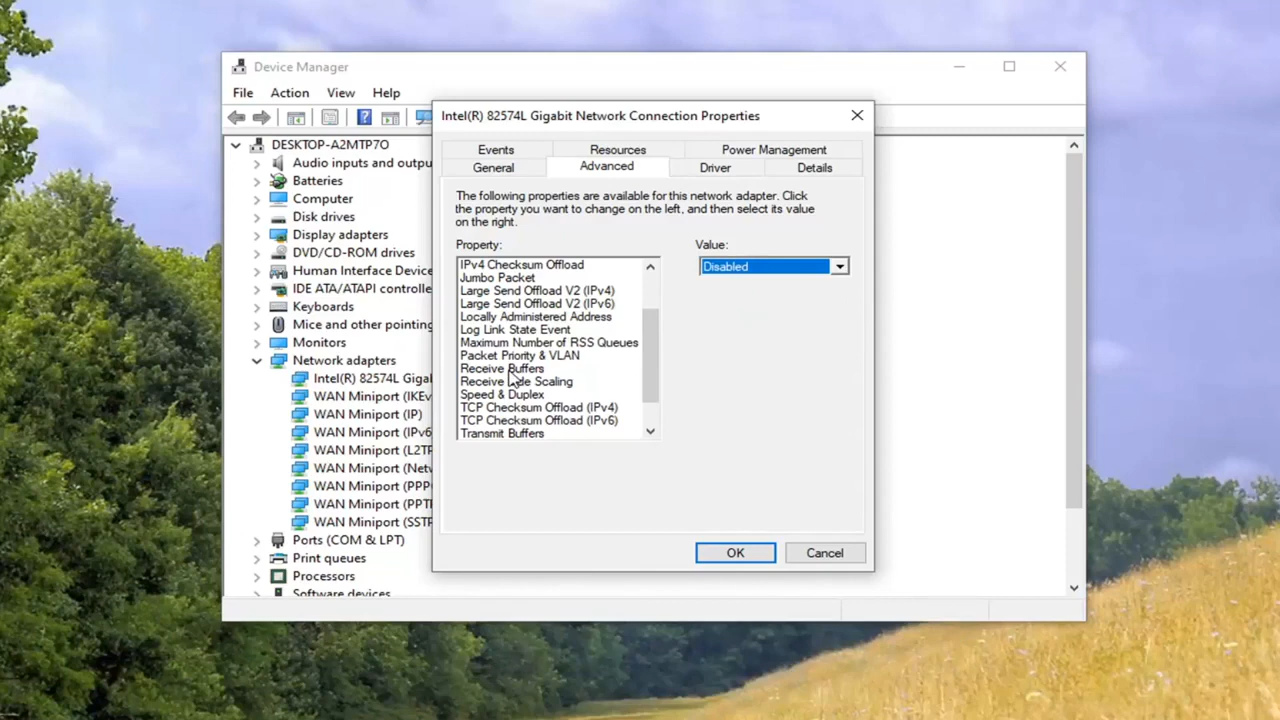 Device Manager
File Action View Help
Intel(R) 82574L Gigabit Network Connection Properties
Events Resources Power Management
General Advanced Driver Details
The following properties are available for this network adapter. Click
the property you want to change on the left, and then select its value
on the right.
Property:
IPv4 Checksum Offload
Jumbo Packet
Large Send Offload V2 (IPv4)
Large Send Offload V2 (IPv6)
Locally Administered Address
Log Link State Event
Maximum Number of RSS Queues
Packet Priority & VLAN
Receive Buffers
Receive Side Scaling
Speed & Duplex
TCP Checksum Offload (IPv4)
TCP Checksum Offload (IPv6)
Transmit Buffers
Value:
Disabled
OK Cancel
DESKTOP-A2MTP7O
Audio inputs and outpu
Batteries
Computer
Disk drives
Display adapters
DVD/CD-ROM drives
Human Interface Device
IDE ATA/ATAPI controlle
Keyboards
Mice and other pointing
Monitors
Network adapters
Intel(R) 82574L Gigal
WAN Miniport (IKEv
WAN Miniport (IP)
WAN Miniport (IPv6
WAN Miniport (L2TP
WAN Miniport (Netw
WAN Miniport (PPPO
WAN Miniport (PPTP
WAN Miniport (SSTP
Ports (COM & LPT)
Print queues
Processors
Software devices